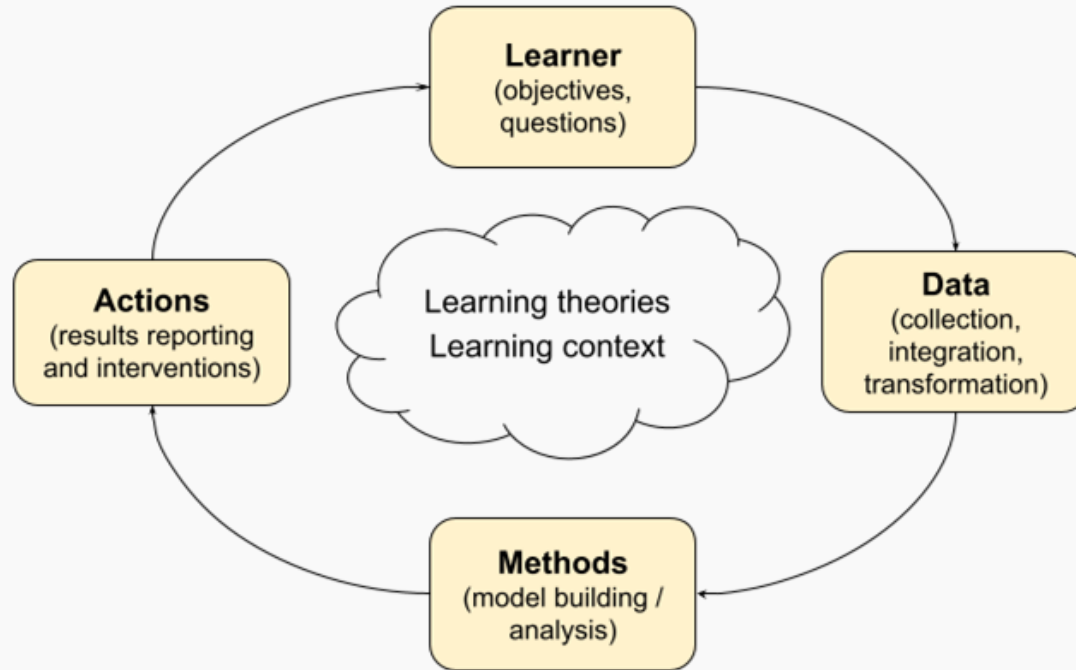 Learner
(objectives,
questions)
Actions
(results reporting
and interventions)
Learning theories
Learning context
Data
(collection,
integration,
transformation)
Methods
(model building /
analysis)